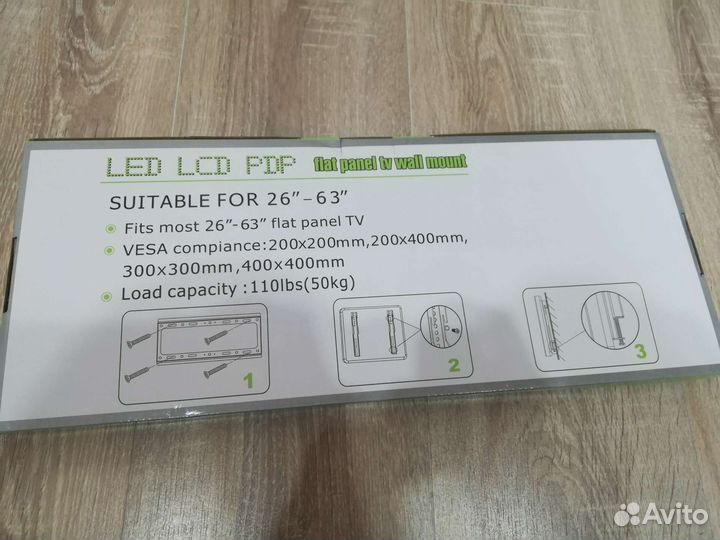 LED LCD PDP flat panel tv wall mount
SUITABLE FOR 26”-63”
Fits most 26”-63” flat panel TV
VESA compiance:200x200mm,200x400mm,
300x300mm,400x400mm
Load capacity :110lbs(50kg)
1
2
3
Avito